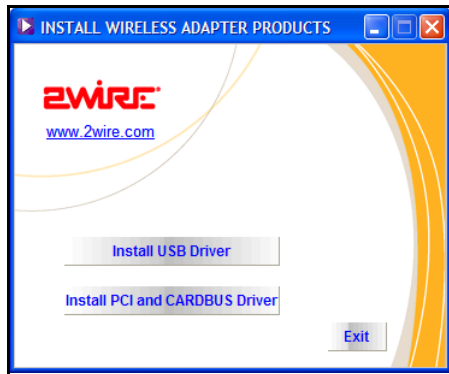 INSTALL WIRELESS ADAPTER PRODUCTS
2WIRE
www.2wire.com
Install USB Driver
Install PCI and CARDBUS Driver
Exit